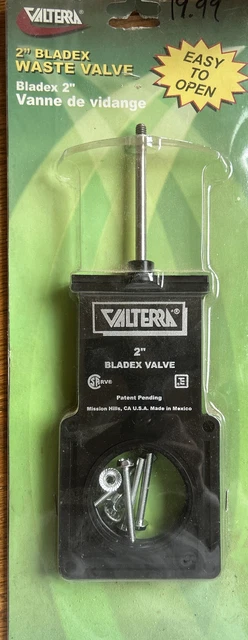 19.99
VALTERRA®
2" BLADEX
WASTE VALVE
Bladex 2"
Vanne de vidange
EASY
TO
OPEN
VALTERRA®
2"
BLADEX VALVE
Patent Pending
Mission Hills, CA U.S.A. Made in Mexico